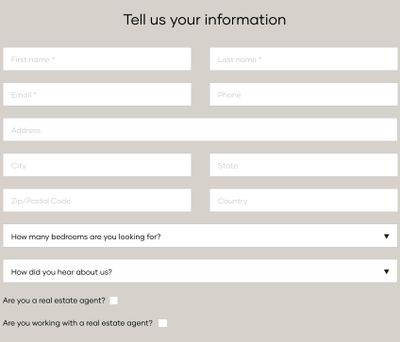 Tell us your information
First name *
Last name *
Email *
Phone
Address
City
State
Zip/Postal Code
Country
How many bedrooms are you looking for?
How did you hear about us?
Are you a real estate agent?
Are you working with a real estate agent?